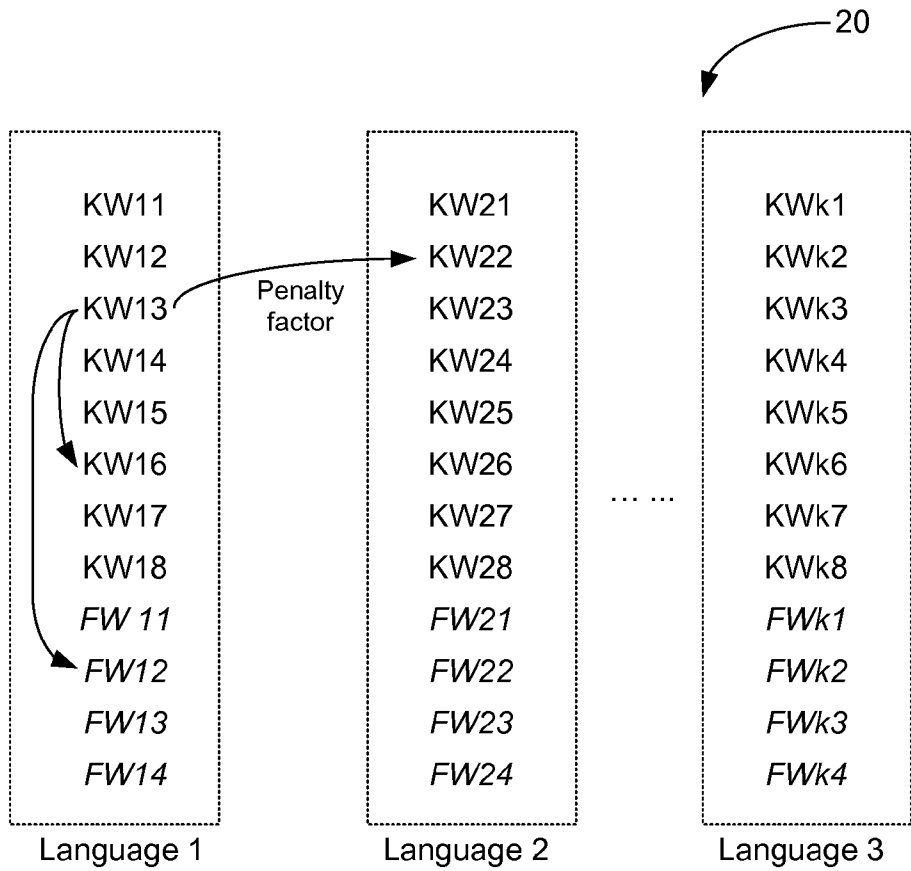 20
KW11
KW12
KW13
KW14
KW15
KW16
KW17
KW18
FW 11
FW12
FW13
FW14
Language 1
Penalty
factor
KW21
KW22
KW23
KW24
KW25
KW26
KW27
KW28
FW21
FW22
FW23
FW24
Language 2
... ...
KWk1
KWk2
KWk3
KWk4
KWk5
KWk6
KWk7
KWk8
FWk1
FWk2
FWk3
FWk4
Language 3